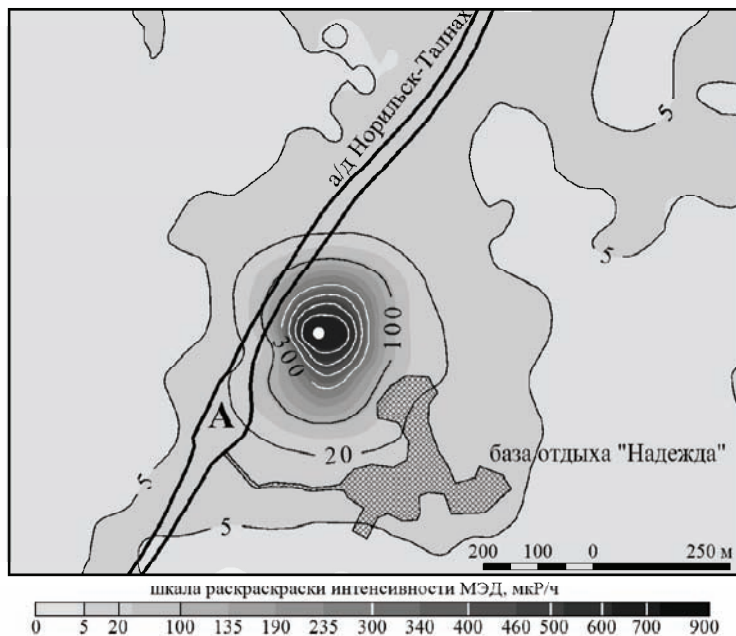 а/д Норильск-Талнах
5
5
100
300
А
20
база отдыха "Надежда"
5
5
200 100 0 250 м
шкала раскраскраски интенсивности МЭД, мкР/ч
0 5 20 100 135 190 235 300 340 400 460 500 600 700 900